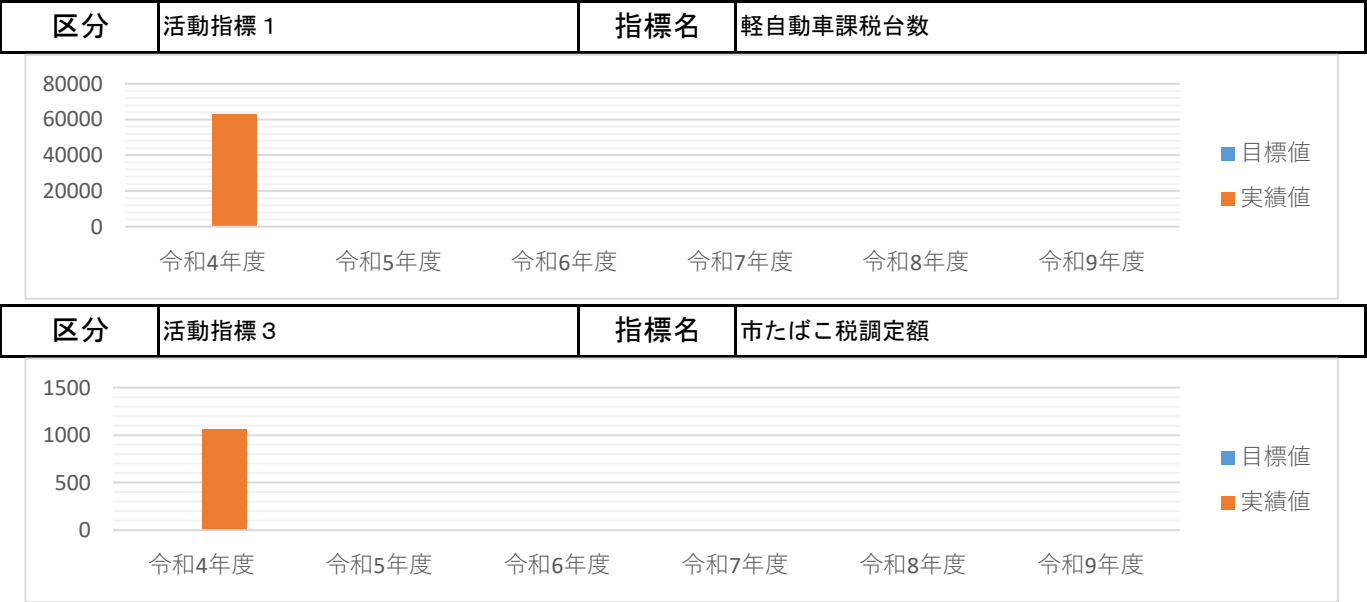 区分 活動指標１ 指標名 軽自動車課税台数
80000
60000
40000
20000
0
目標値
実績値
令和4年度 令和5年度 令和6年度 令和7年度 令和8年度 令和9年度
区分 活動指標３ 指標名 市たばこ税調定額
1500
1000
500
0
目標値
実績値
令和4年度 令和5年度 令和6年度 令和7年度 令和8年度 令和9年度